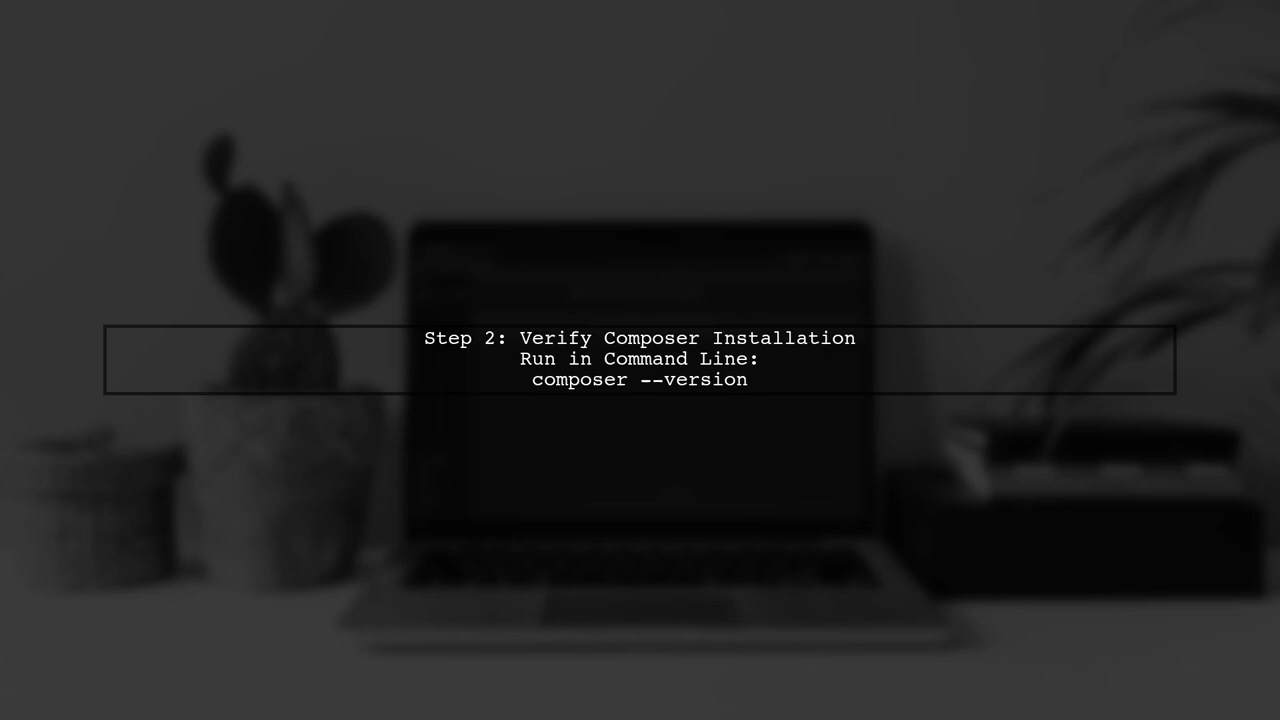 Step 2: Verify Composer Installation
Run in Command Line:
composer --version